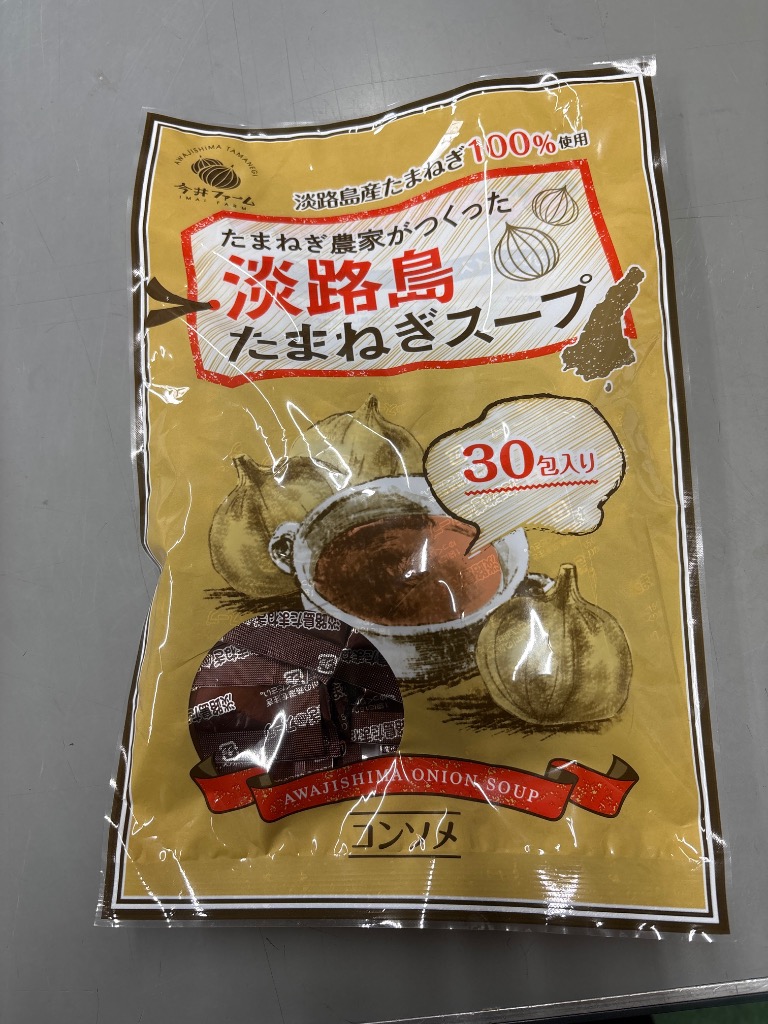 AWAJISHIMA TAMANEGI
今井ファーム
IMAI FARM
淡路島産たまねぎ100%使用
たまねぎ農家がつくった
淡路島
たまねぎスープ
30包入り
AWAJISHIMA ONION SOUP
コンソメ